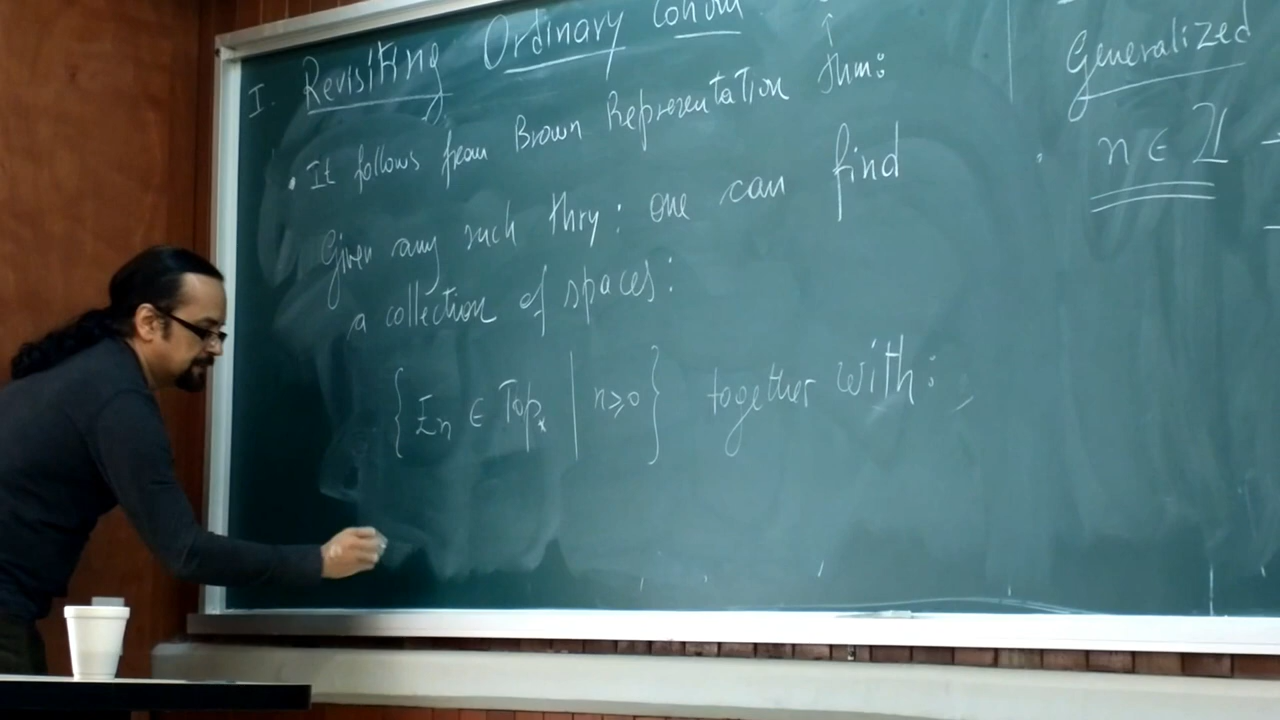 I. Revisiting Ordinary Cohom
• It follows from Brown Representation thm:
Given any such thry: one can find
a collection of spaces:
{ En ∈ Top* | n⩾0 } together with:
Generalized
n ∈ ℤ